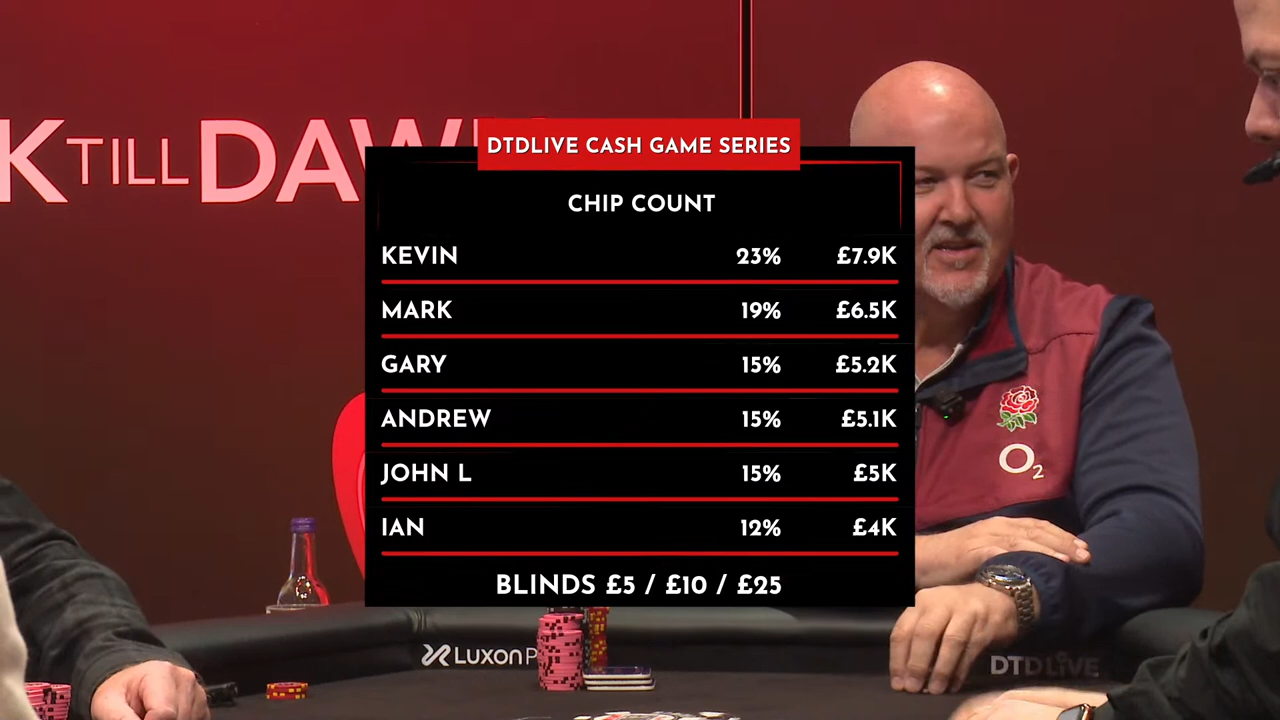 K TILL DAW
DTDLIVE CASH GAME SERIES
CHIP COUNT
KEVIN 23% £7.9K
MARK 19% £6.5K
GARY 15% £5.2K
ANDREW 15% £5.1K
JOHN L 15% £5K
IAN 12% £4K
BLINDS £5 / £10 / £25
O2
LUXON P
DTDLIVE